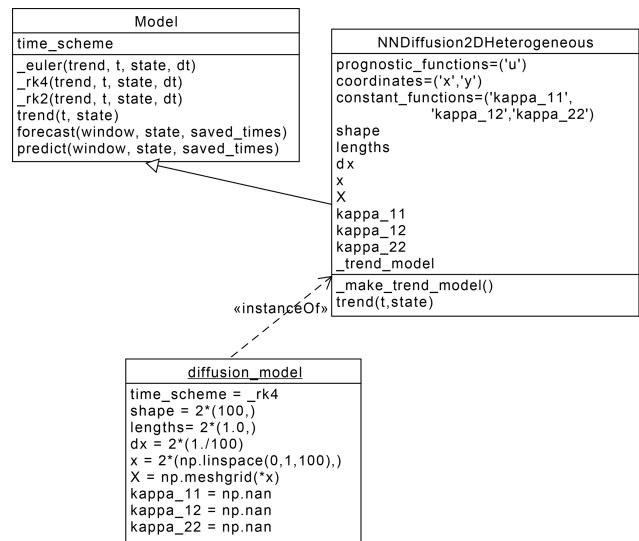 Model
time_scheme
_euler(trend, t, state, dt)
_rk4(trend, t, state, dt)
_rk2(trend, t, state, dt)
trend(t, state)
forecast(window, state, saved_times)
predict(window, state, saved_times)
NNDiffusion2DHeterogeneous
prognostic_functions=('u')
coordinates=('x','y')
constant_functions=('kappa_11',
'kappa_12','kappa_22')
shape
lengths
dx
x
X
kappa_11
kappa_12
kappa_22
_trend_model
_make_trend_model()
trend(t,state)
«instanceOf»
diffusion_model
time_scheme = _rk4
shape = 2*(100,)
lengths= 2*(1.0,)
dx = 2*(1./100)
x = 2*(np.linspace(0,1,100),)
X = np.meshgrid(*x)
kappa_11 = np.nan
kappa_12 = np.nan
kappa_22 = np.nan